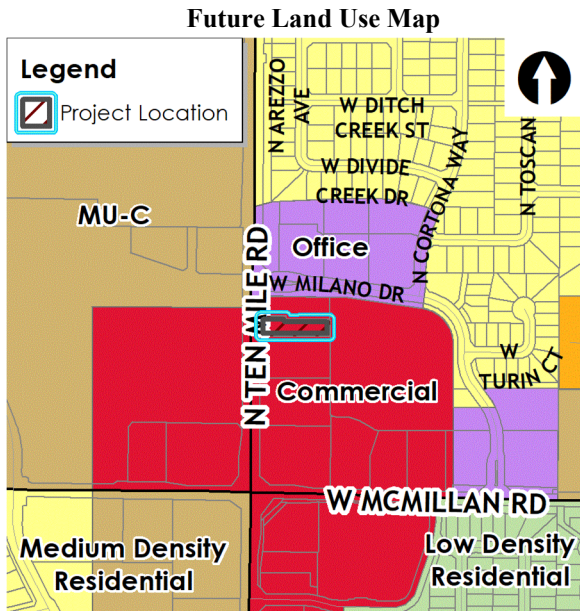 Future Land Use Map
Legend
Project Location
N AREZZO
AVE
W DITCH
CREEK ST
W DIVIDE
CREEK DR
N CORTONA WAY
N TOSCAN
MU-C
Office
N TEN MILE RD
W MILANO DR
W
TURIN CT
Commercial
W MCMILLAN RD
Medium Density
Residential
Low Density
Residential